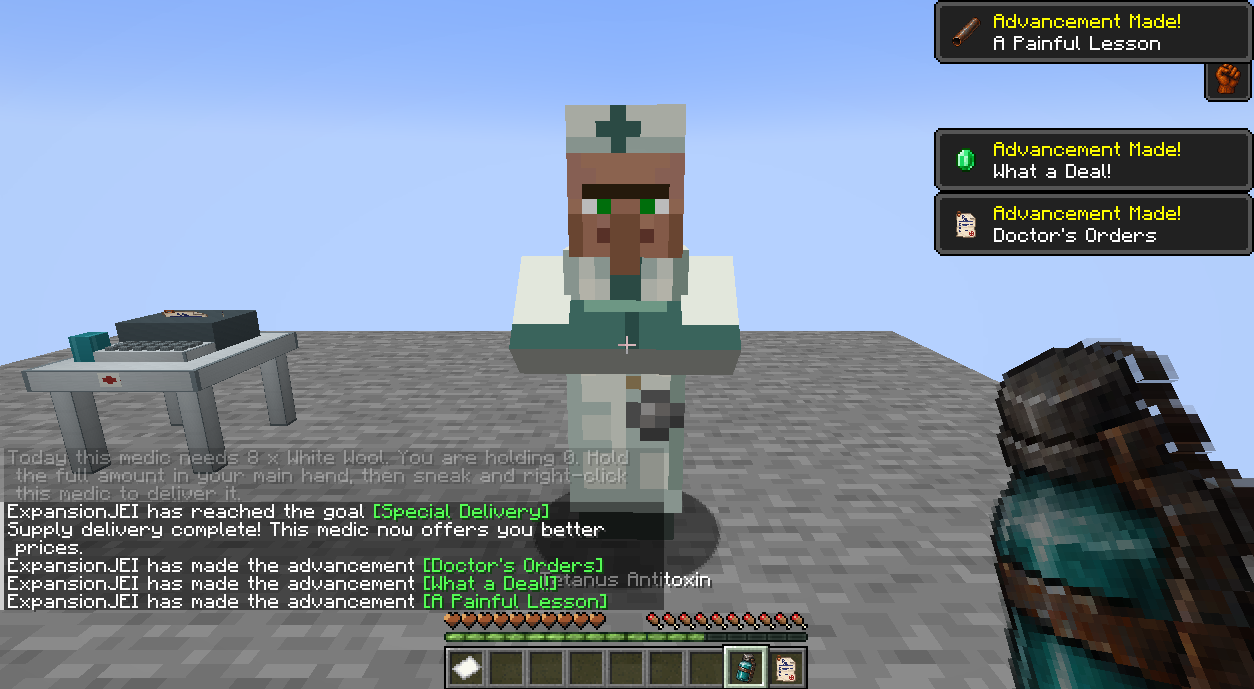 Advancement Made!
A Painful Lesson
Advancement Made!
What a Deal!
Advancement Made!
Doctor's Orders
Today this medic needs 8 x White Wool. You are holding 0. Hold
the full amount in your main hand, then sneak and right-click
this medic to deliver it.
ExpansionJEI has reached the goal [Special Delivery]
Supply delivery complete! This medic now offers you better
prices.
ExpansionJEI has made the advancement [Doctor's Orders]
ExpansionJEI has made the advancement [What a Deal!]
ExpansionJEI has made the advancement [A Painful Lesson]
Tetanus Antitoxin